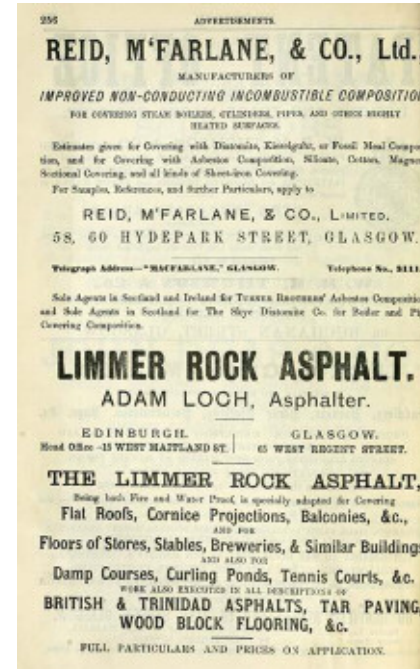 256 ADVERTISEMENTS.
REID, M‘FARLANE, & CO., Ltd.,
MANUFACTURERS OF
IMPROVED NON-CONDUCTING INCOMBUSTIBLE COMPOSITION
FOR COVERING STEAM BOILERS, CYLINDERS, PIPES, AND OTHER HIGHLY
HEATED SURFACES.
Estimates given for Covering with Diatomite, Kieselguhr, or Fossil Meal Compo
tion, and for Covering with Asbestos Composition, Silicate, Cotton, Magne
Sectional Covering, and all kinds of Sheet-iron Covering.
For Samples, References, and further Particulars, apply to
REID, M‘FARLANE, & CO., LIMITED.
58, 60 HYDEPARK STREET, GLASGOW.
Telegraph Address—"MACFARLANE," GLASGOW. Telephone No., 3111
Sole Agents in Scotland and Ireland for TURNER BROTHERS' Asbestos Compositio
and Sole Agents in Scotland for The Skye Diatomite Co. for Boiler and Pi
Covering Composition.
LIMMER ROCK ASPHALT.
ADAM LOCH, Asphalter.
EDINBURGH. GLASGOW.
Head Office—15 WEST MAITLAND ST. 65 WEST REGENT STREET.
THE LIMMER ROCK ASPHALT,
Being both Fire and Water Proof, is specially adapted for Covering
Flat Roofs, Cornice Projections, Balconies, &c.,
AND FOR
Floors of Stores, Stables, Breweries, & Similar Buildings
AND ALSO FOR
Damp Courses, Curling Ponds, Tennis Courts, &c.
WORK ALSO EXECUTED IN ALL DESCRIPTIONS OF
BRITISH & TRINIDAD ASPHALTS, TAR PAVING,
WOOD BLOCK FLOORING, &c.
FULL PARTICULARS AND PRICES ON APPLICATION.